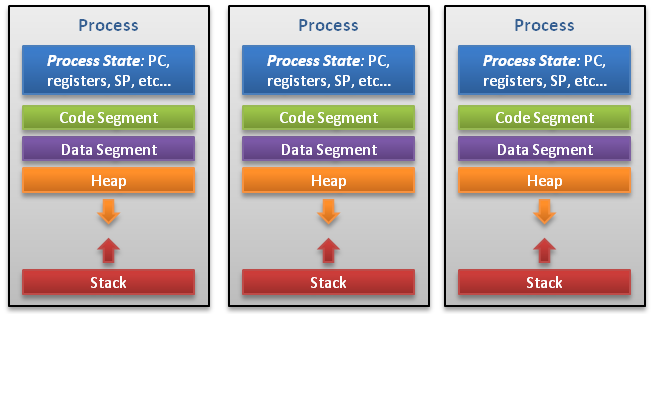 Process
Process State: PC,
registers, SP, etc...
Code Segment
Data Segment
Heap
Stack
Process
Process State: PC,
registers, SP, etc...
Code Segment
Data Segment
Heap
Stack
Process
Process State: PC,
registers, SP, etc...
Code Segment
Data Segment
Heap
Stack